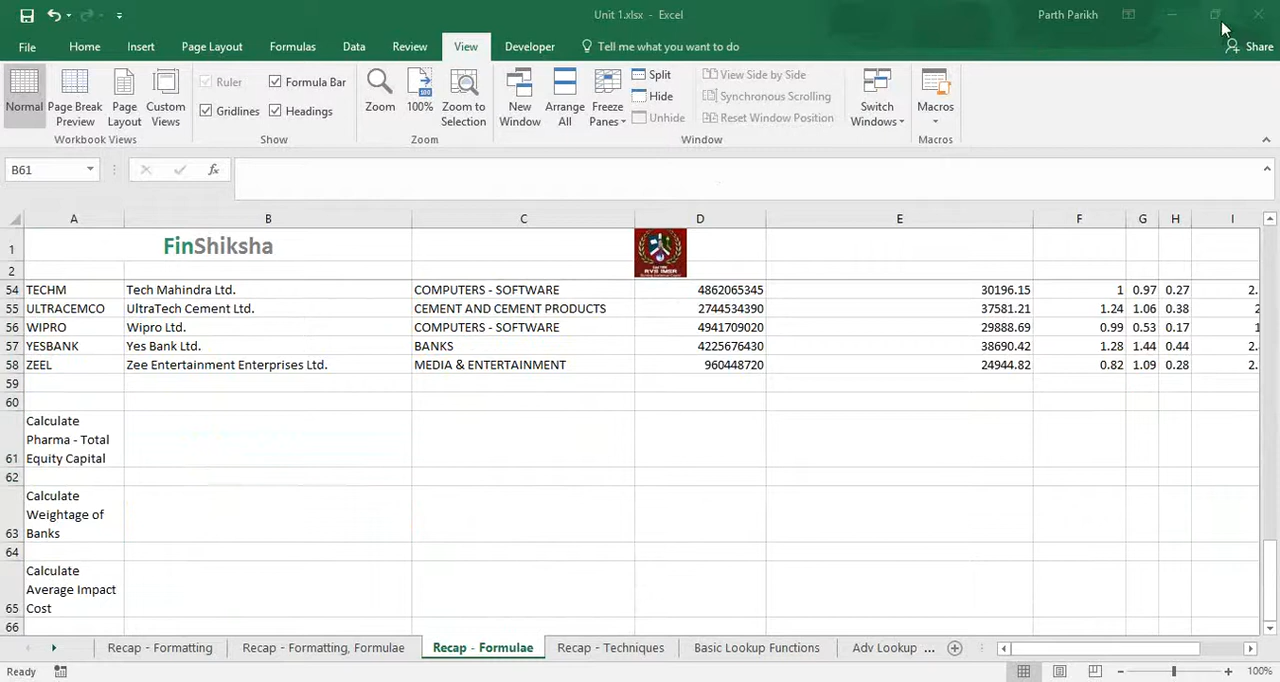 Unit 1.xlsx - Excel
Parth Parikh
File Home Insert Page Layout Formulas Data Review View Developer Tell me what you want to do Share
Normal
Page Break Preview
Page Layout
Custom Views
Workbook Views
Ruler
Formula Bar
Gridlines
Headings
Show
Zoom
100%
Zoom to Selection
Zoom
New Window
Arrange All
Freeze Panes
Split
Hide
Unhide
View Side by Side
Synchronous Scrolling
Reset Window Position
Window
Switch Windows
Macros
Macros
B61 fx
A B C D E F G H I
1 FinShiksha
2
54 TECHM Tech Mahindra Ltd. COMPUTERS - SOFTWARE 4862065345 30196.15 1 0.97 0.27 2.
55 ULTRACEMCO UltraTech Cement Ltd. CEMENT AND CEMENT PRODUCTS 2744534390 37581.21 1.24 1.06 0.38 2
56 WIPRO Wipro Ltd. COMPUTERS - SOFTWARE 4941709020 29888.69 0.99 0.53 0.17 1
57 YESBANK Yes Bank Ltd. BANKS 4225676430 38690.42 1.28 1.44 0.44 2.
58 ZEEL Zee Entertainment Enterprises Ltd. MEDIA & ENTERTAINMENT 960448720 24944.82 0.82 1.09 0.28 2.
59
60
Calculate
Pharma - Total
61 Equity Capital
62
Calculate
Weightage of
63 Banks
64
Calculate
Average Impact
65 Cost
66
Recap - Formatting Recap - Formatting, Formulae Recap - Formulae Recap - Techniques Basic Lookup Functions Adv Lookup ...
Ready 100%